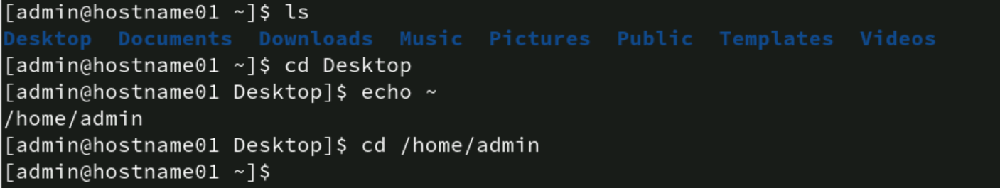 [admin@hostname01 ~]$ ls
Desktop  Documents  Downloads  Music  Pictures  Public  Templates  Videos
[admin@hostname01 ~]$ cd Desktop
[admin@hostname01 Desktop]$ echo ~
/home/admin
[admin@hostname01 Desktop]$ cd /home/admin
[admin@hostname01 ~]$